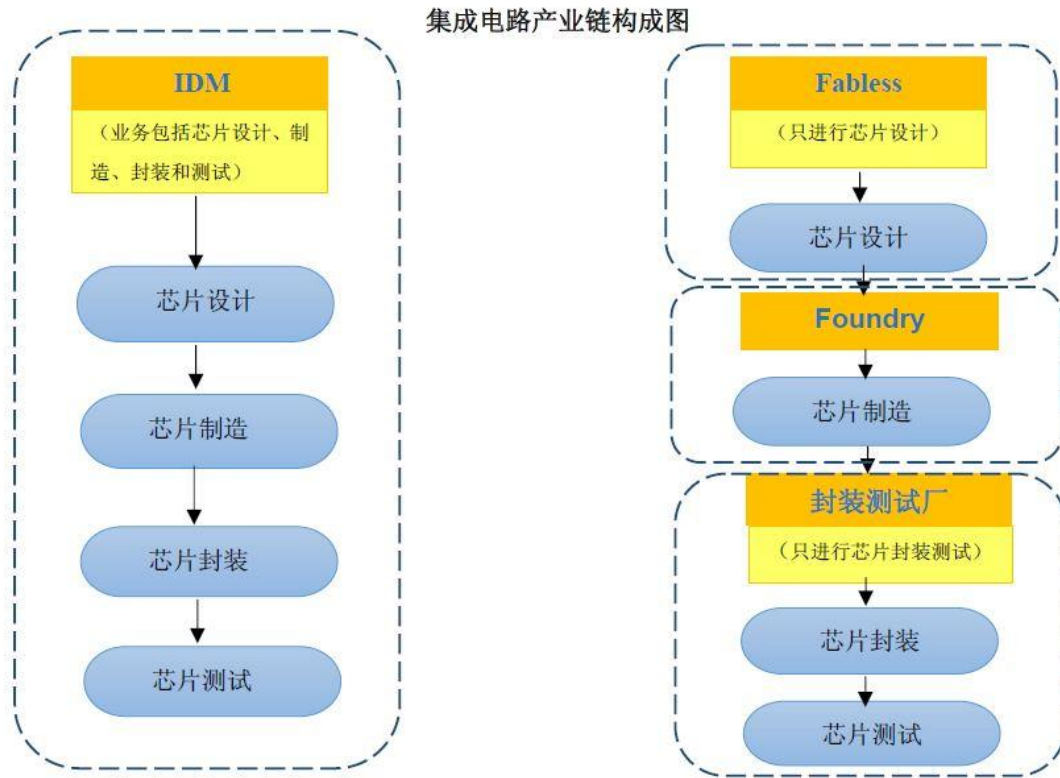 集成电路产业链构成图
IDM
（业务包括芯片设计、制
造、封装和测试）
芯片设计
芯片制造
芯片封装
芯片测试
Fabless
（只进行芯片设计）
芯片设计
Foundry
芯片制造
封装测试厂
（只进行芯片封装测试）
芯片封装
芯片测试